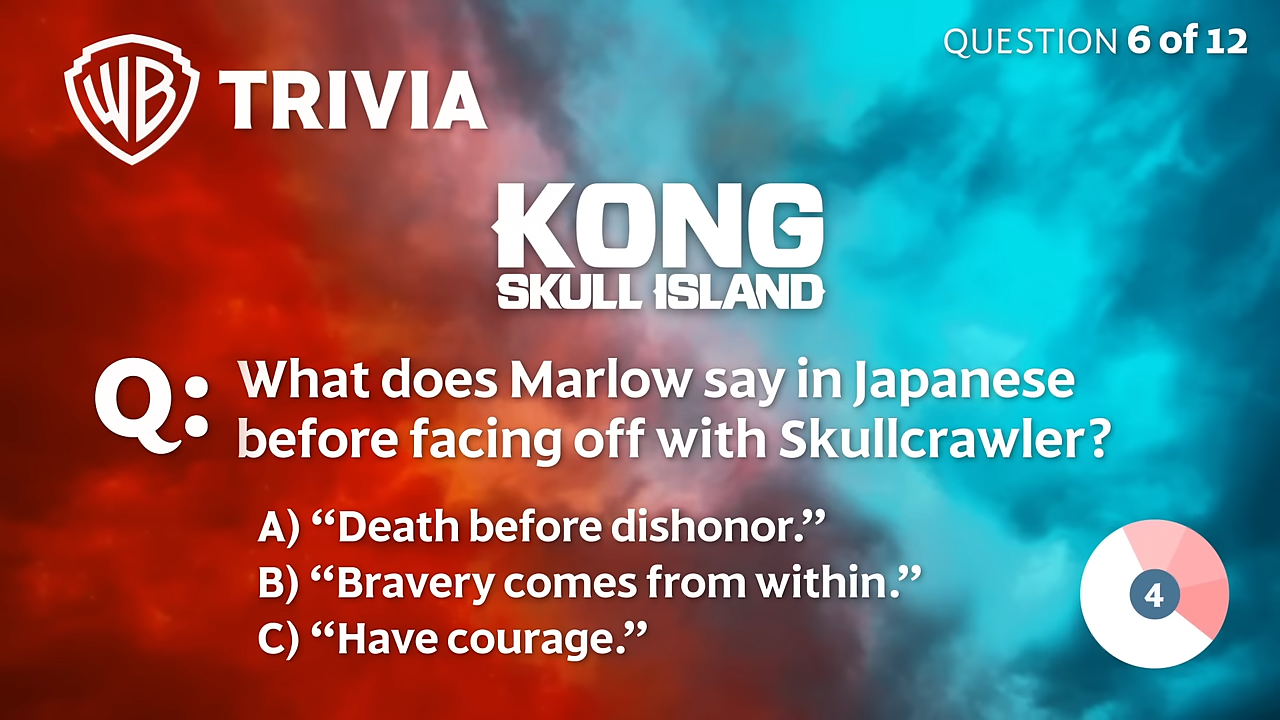 QUESTION 6 of 12
WB TRIVIA
KONG
SKULL ISLAND
Q: What does Marlow say in Japanese
before facing off with Skullcrawler?
A) “Death before dishonor.”
B) “Bravery comes from within.”
C) “Have courage.”
4